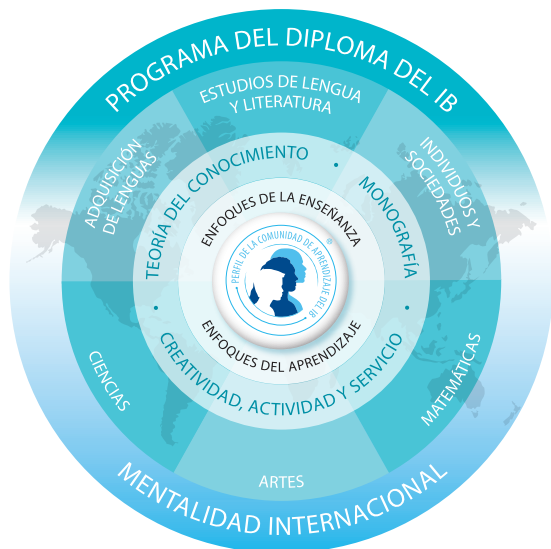 PROGRAMA DEL DIPLOMA DEL IB
ESTUDIOS DE LENGUA
Y LITERATURA
ADQUISICIÓN
DE LENGUAS
INDIVIDUOS Y
SOCIEDADES
TEORÍA DEL CONOCIMIENTO • MONOGRAFÍA •
ENFOQUES DE LA ENSEÑANZA
• PERFIL DE LA COMUNIDAD DE APRENDIZAJE DEL IB
®
ENFOQUES DEL APRENDIZAJE
• CREATIVIDAD, ACTIVIDAD Y SERVICIO
CIENCIAS
MATEMÁTICAS
ARTES
MENTALIDAD INTERNACIONAL